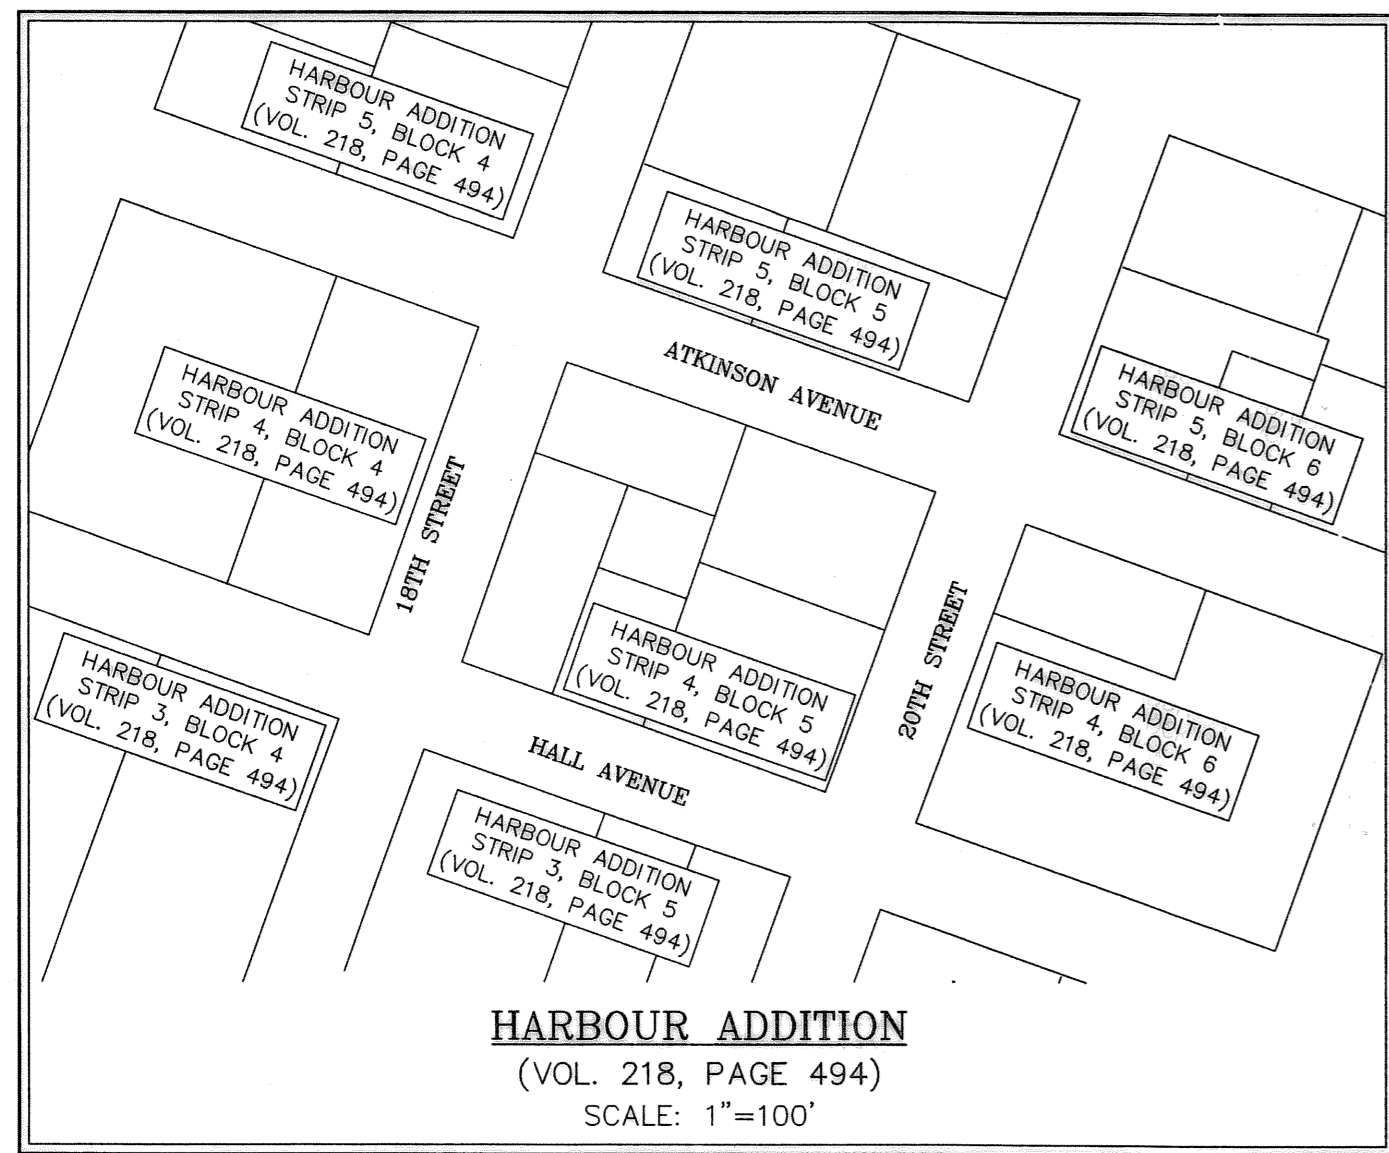 HARBOUR ADDITION
STRIP 5, BLOCK 4
(VOL. 218, PAGE 494)
HARBOUR ADDITION
STRIP 5, BLOCK 5
(VOL. 218, PAGE 494)
HARBOUR ADDITION
STRIP 5, BLOCK 6
(VOL. 218, PAGE 494)
ATKINSON AVENUE
HARBOUR ADDITION
STRIP 4, BLOCK 4
(VOL. 218, PAGE 494)
18TH STREET
HARBOUR ADDITION
STRIP 4, BLOCK 5
(VOL. 218, PAGE 494)
20TH STREET
HARBOUR ADDITION
STRIP 4, BLOCK 6
(VOL. 218, PAGE 494)
HARBOUR ADDITION
STRIP 3, BLOCK 4
(VOL. 218, PAGE 494)
HALL AVENUE
HARBOUR ADDITION
STRIP 3, BLOCK 5
(VOL. 218, PAGE 494)
HARBOUR ADDITION
(VOL. 218, PAGE 494)
SCALE: 1"=100'